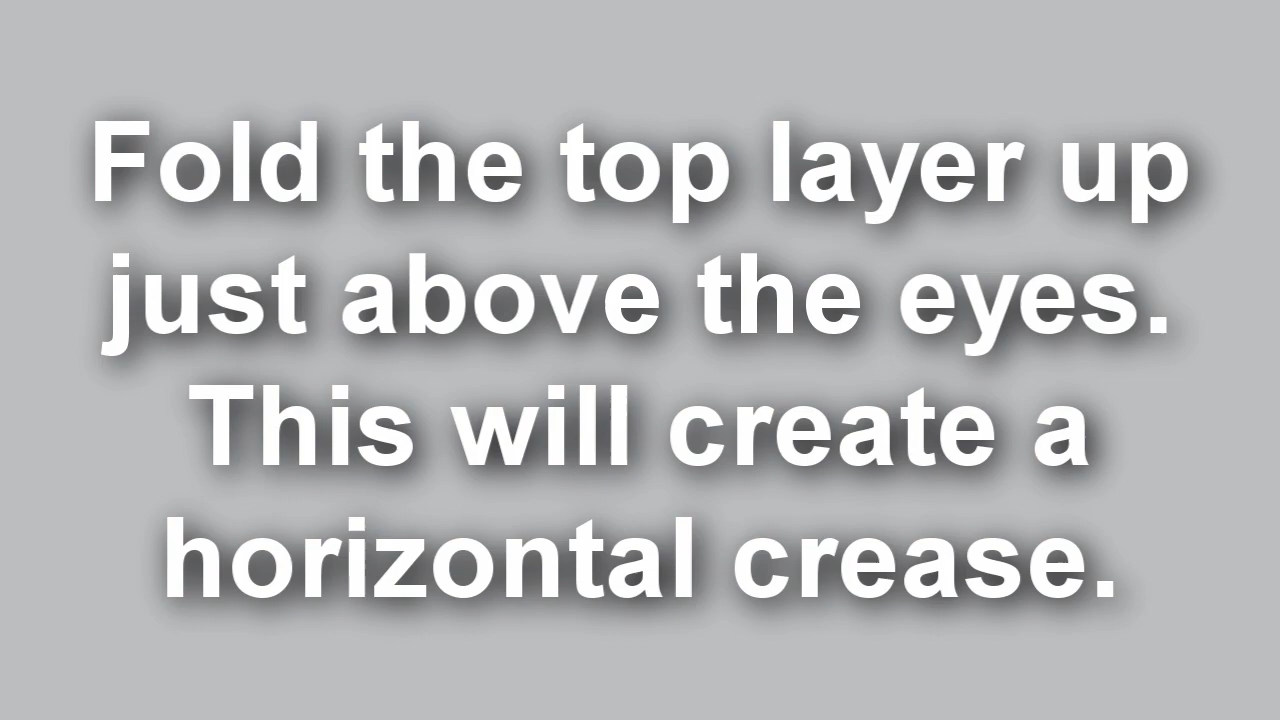 Fold the top layer up
just above the eyes.
This will create a
horizontal crease.